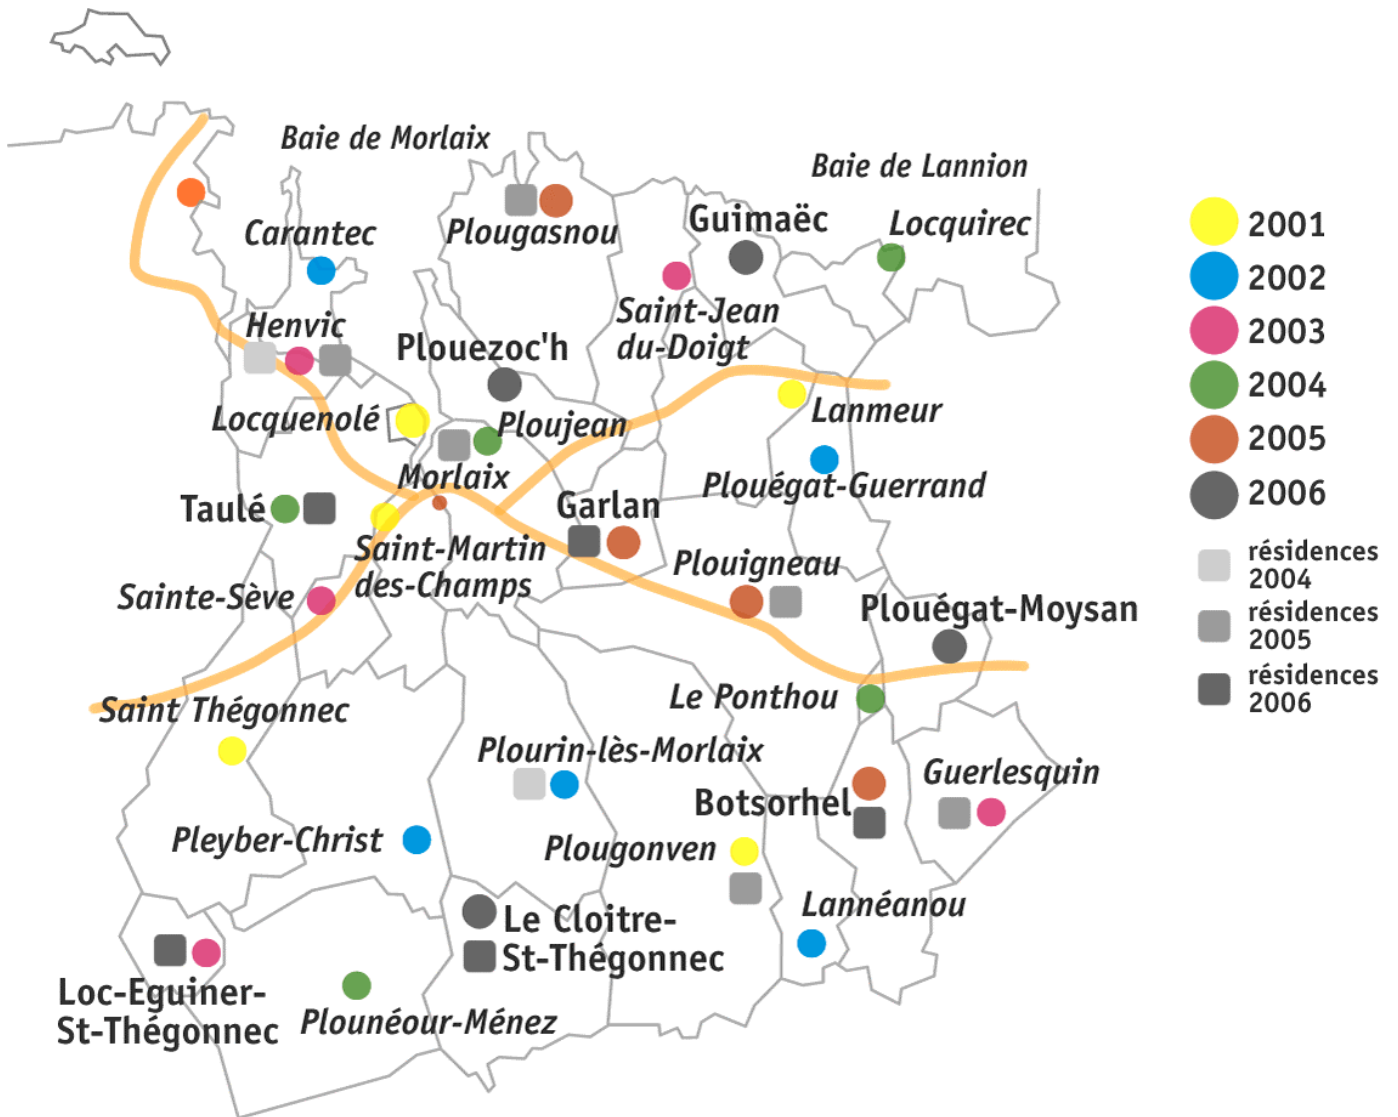 Baie de Morlaix
Baie de Lannion
Carantec
Plougasnou
Guimaëc
Locquirec
2001
2002
2003
2004
2005
2006
résidences
2004
résidences
2005
résidences
2006
Henvic
Saint-Jean
du-Doigt
Plouezoc'h
Locquenolé
Ploujean
Lanmeur
Morlaix
Plouégat-Guerrand
Taulé
Garlan
Saint-Martin
des-Champs
Plouigneau
Sainte-Sève
Plouégat-Moysan
Le Ponthou
Saint Thégonnec
Plourin-lès-Morlaix
Guerlesquin
Botsorhel
Pleyber-Christ
Plougonven
Lannéanou
Le Cloitre-
St-Thégonnec
Loc-Eguiner-
St-Thégonnec
Plounéour-Ménez